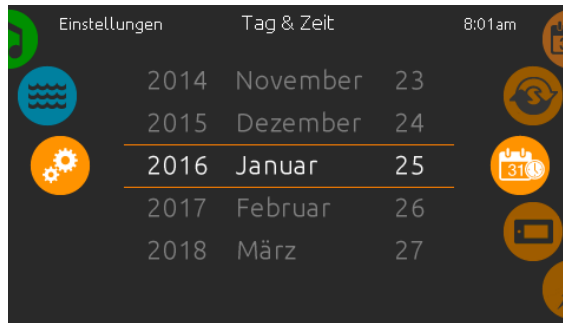 Einstellungen Tag & Zeit 8:01am
2014 November 23
2015 Dezember 24
2016 Januar 25
31
2017 Februar 26
2018 März 27